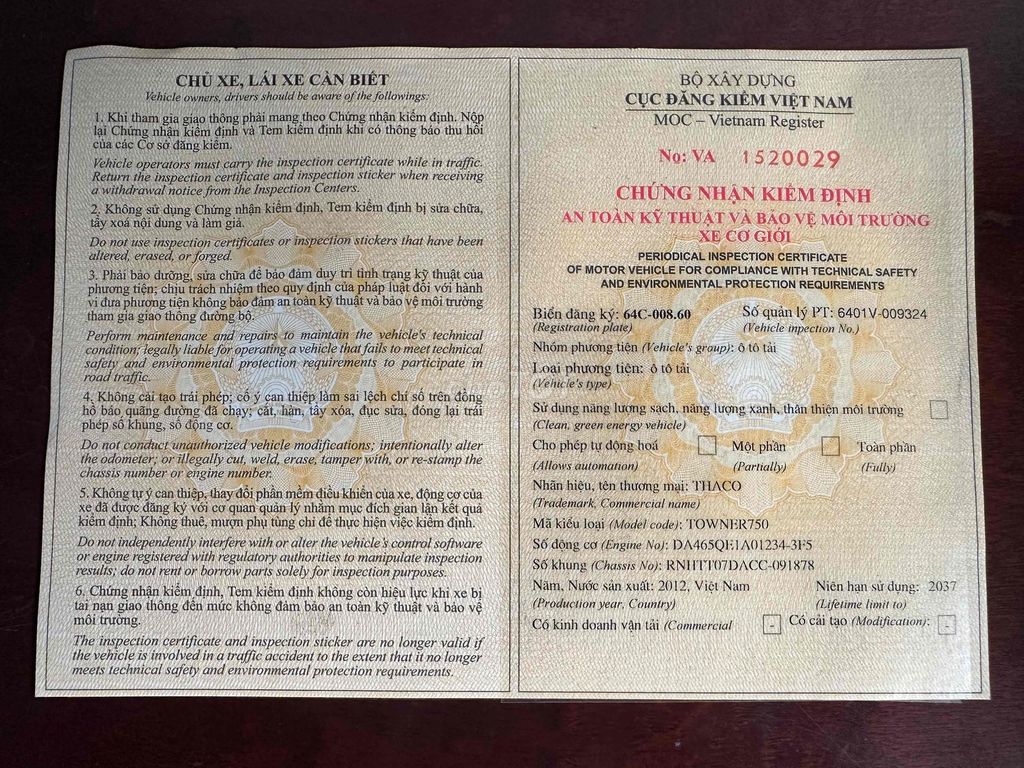 CHỦ XE, LÁI XE CẦN BIẾT
Vehicle owners, drivers should be aware of the followings:
1. Khi tham gia giao thông phải mang theo Chứng nhận kiểm định. Nộp
lại Chứng nhận kiểm định và Tem kiểm định khi có thông báo thu hồi
của các Cơ sở đăng kiểm.
Vehicle operators must carry the inspection certificate while in traffic.
Return the inspection certificate and inspection sticker when receiving
a withdrawal notice from the Inspection Centers.
2. Không sử dụng Chứng nhận kiểm định, Tem kiểm định bị sửa chữa,
tẩy xoá nội dung và làm giả.
Do not use inspection certificates or inspection stickers that have been
altered, erased, or forged.
3. Phải bảo dưỡng, sửa chữa để bảo đảm duy trì tình trạng kỹ thuật của
phương tiện; chịu trách nhiệm theo quy định của pháp luật đối với hành
vi đưa phương tiện không bảo đảm an toàn kỹ thuật và bảo vệ môi trường
tham gia giao thông đường bộ.
Perform maintenance and repairs to maintain the vehicle's technical
condition; legally liable for operating a vehicle that fails to meet technical
safety and environmental protection requirements to participate in
road traffic.
4. Không cải tạo trái phép; cố ý can thiệp làm sai lệch chỉ số trên đồng
hồ báo quãng đường đã chạy; cắt, hàn, tẩy xóa, đục sửa, đóng lại trái
phép số khung, số động cơ.
Do not conduct unauthorized vehicle modifications; intentionally alter
the odometer; or illegally cut, weld, erase, tamper with, or re-stamp the
chassis number or engine number.
5. Không tự ý can thiệp, thay đổi phần mềm điều khiển của xe, động cơ của
xe đã được đăng ký với cơ quan quản lý nhằm mục đích gian lận kết quả
kiểm định; Không thuê, mượn phụ tùng chỉ để thực hiện việc kiểm định.
Do not independently interfere with or alter the vehicle's control software
or engine registered with regulatory authorities to manipulate inspection
results; do not rent or borrow parts solely for inspection purposes.
6. Chứng nhận kiểm định, Tem kiểm định không còn hiệu lực khi xe bị
tai nạn giao thông đến mức không đảm bảo an toàn kỹ thuật và bảo vệ
môi trường.
The inspection certificate and inspection sticker are no longer valid if
the vehicle is involved in a traffic accident to the extent that it no longer
meets technical safety and environmental protection requirements.
BỘ XÂY DỰNG
CỤC ĐĂNG KIỂM VIỆT NAM
MOC – Vietnam Register
No: VA 1520029
CHỨNG NHẬN KIỂM ĐỊNH
AN TOÀN KỸ THUẬT VÀ BẢO VỆ MÔI TRƯỜNG
XE CƠ GIỚI
PERIODICAL INSPECTION CERTIFICATE
OF MOTOR VEHICLE FOR COMPLIANCE WITH TECHNICAL SAFETY
AND ENVIRONMENTAL PROTECTION REQUIREMENTS
Biển đăng ký: 64C-008.60 Số quản lý PT: 6401V-009324
(Registration plate) (Vehicle inpection No.)
Nhóm phương tiện (Vehicle's group): ô tô tải
Loại phương tiện: ô tô tải
(Vehicle's type)
Sử dụng năng lượng sạch, năng lượng xanh, thân thiện môi trường
(Clean, green energy vehicle)
Cho phép tự động hoá Một phần Toàn phần
(Allows automation) (Partially) (Fully)
Nhãn hiệu, tên thương mại: THACO
(Trademark, Commercial name)
Mã kiểu loại (Model code): TOWNER750
Số động cơ (Engine No): DA465QE1A01234-3F5
Số khung (Chassis No): RNHTT07DACC-091878
Năm, Nước sản xuất: 2012, Việt Nam Niên hạn sử dụng: 2037
(Production year, Country) (Lifetime limit to)
Có kinh doanh vận tải (Commercial - Có cải tạo (Modification): -